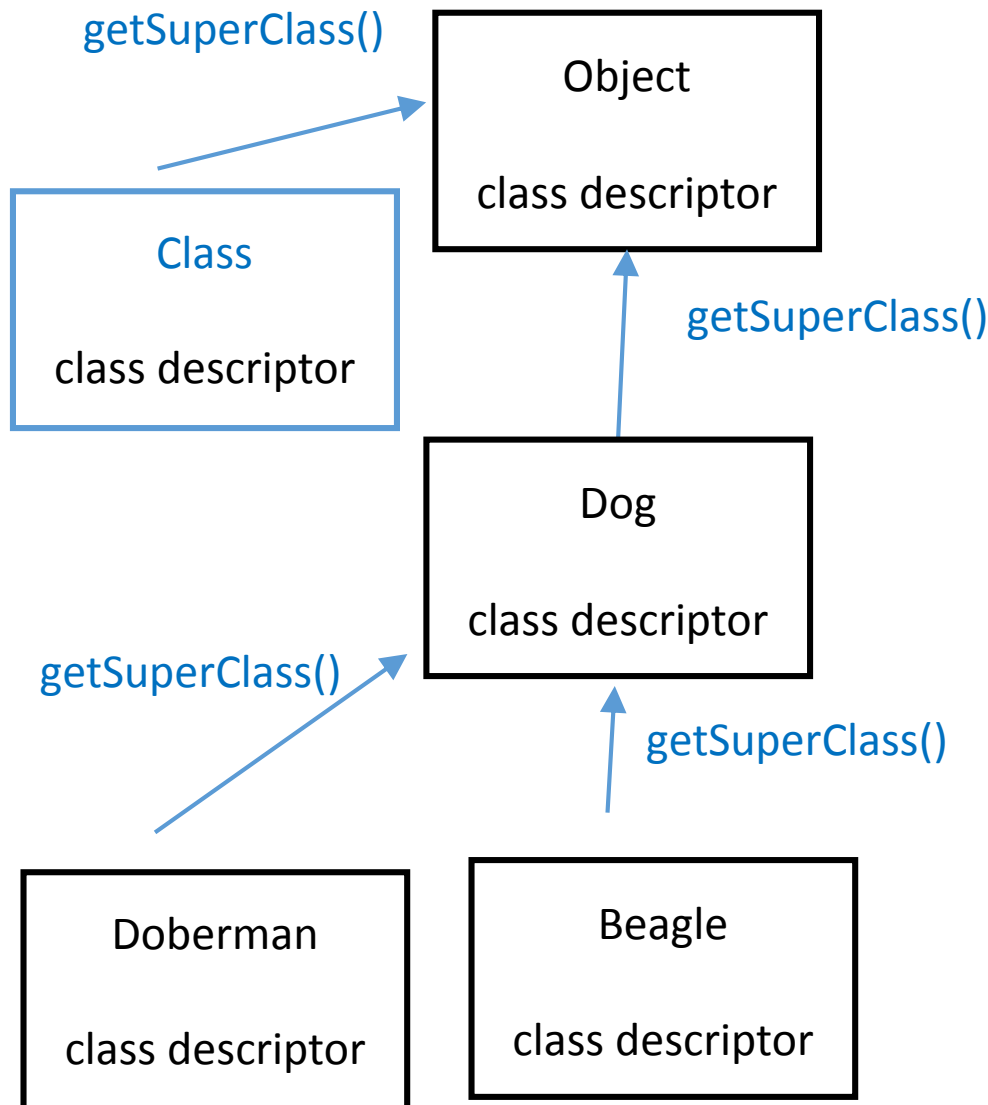 getSuperClass()
Object
class descriptor
Class
class descriptor
getSuperClass()
Dog
class descriptor
getSuperClass()
getSuperClass()
Doberman
class descriptor
Beagle
class descriptor